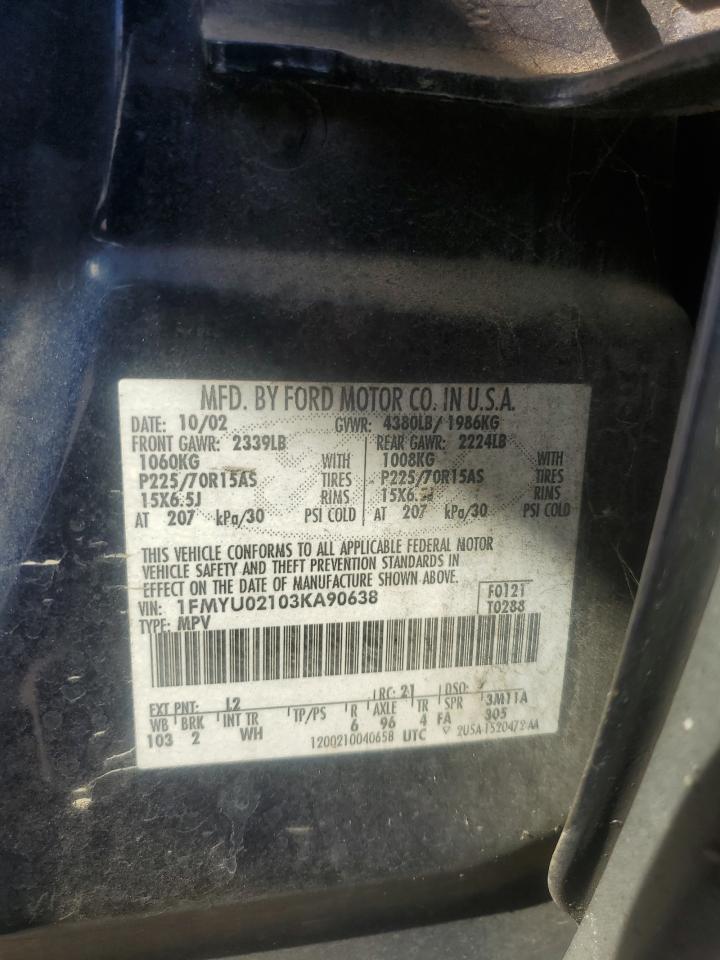 MFD. BY FORD MOTOR CO. IN U.S.A.
DATE: 10/02 GVWR: 4380LB/ 1986KG
FRONT GAWR: 2339LB REAR GAWR: 2224LB
1060KG WITH 1008KG WITH
P225/70R15AS TIRES P225/70R15AS TIRES
15X6.5J RIMS 15X6.5J RIMS
AT 207 kPa/30 PSI COLD AT 207 kPa/30 PSI COLD
THIS VEHICLE CONFORMS TO ALL APPLICABLE FEDERAL MOTOR
VEHICLE SAFETY AND THEFT PREVENTION STANDARDS IN
EFFECT ON THE DATE OF MANUFACTURE SHOWN ABOVE.
VIN: 1FMYU02103KA90638 F0121
TYPE: MPV T0288
EXT PNT: L2 RC: 21 DSO:
WB BRK INT TR TP/PS R AXLE TR SPR 3M11A
103 2 WH 6 96 4 FA 305
1200210040658 UTC ▽ 2U5A-1520472-AA